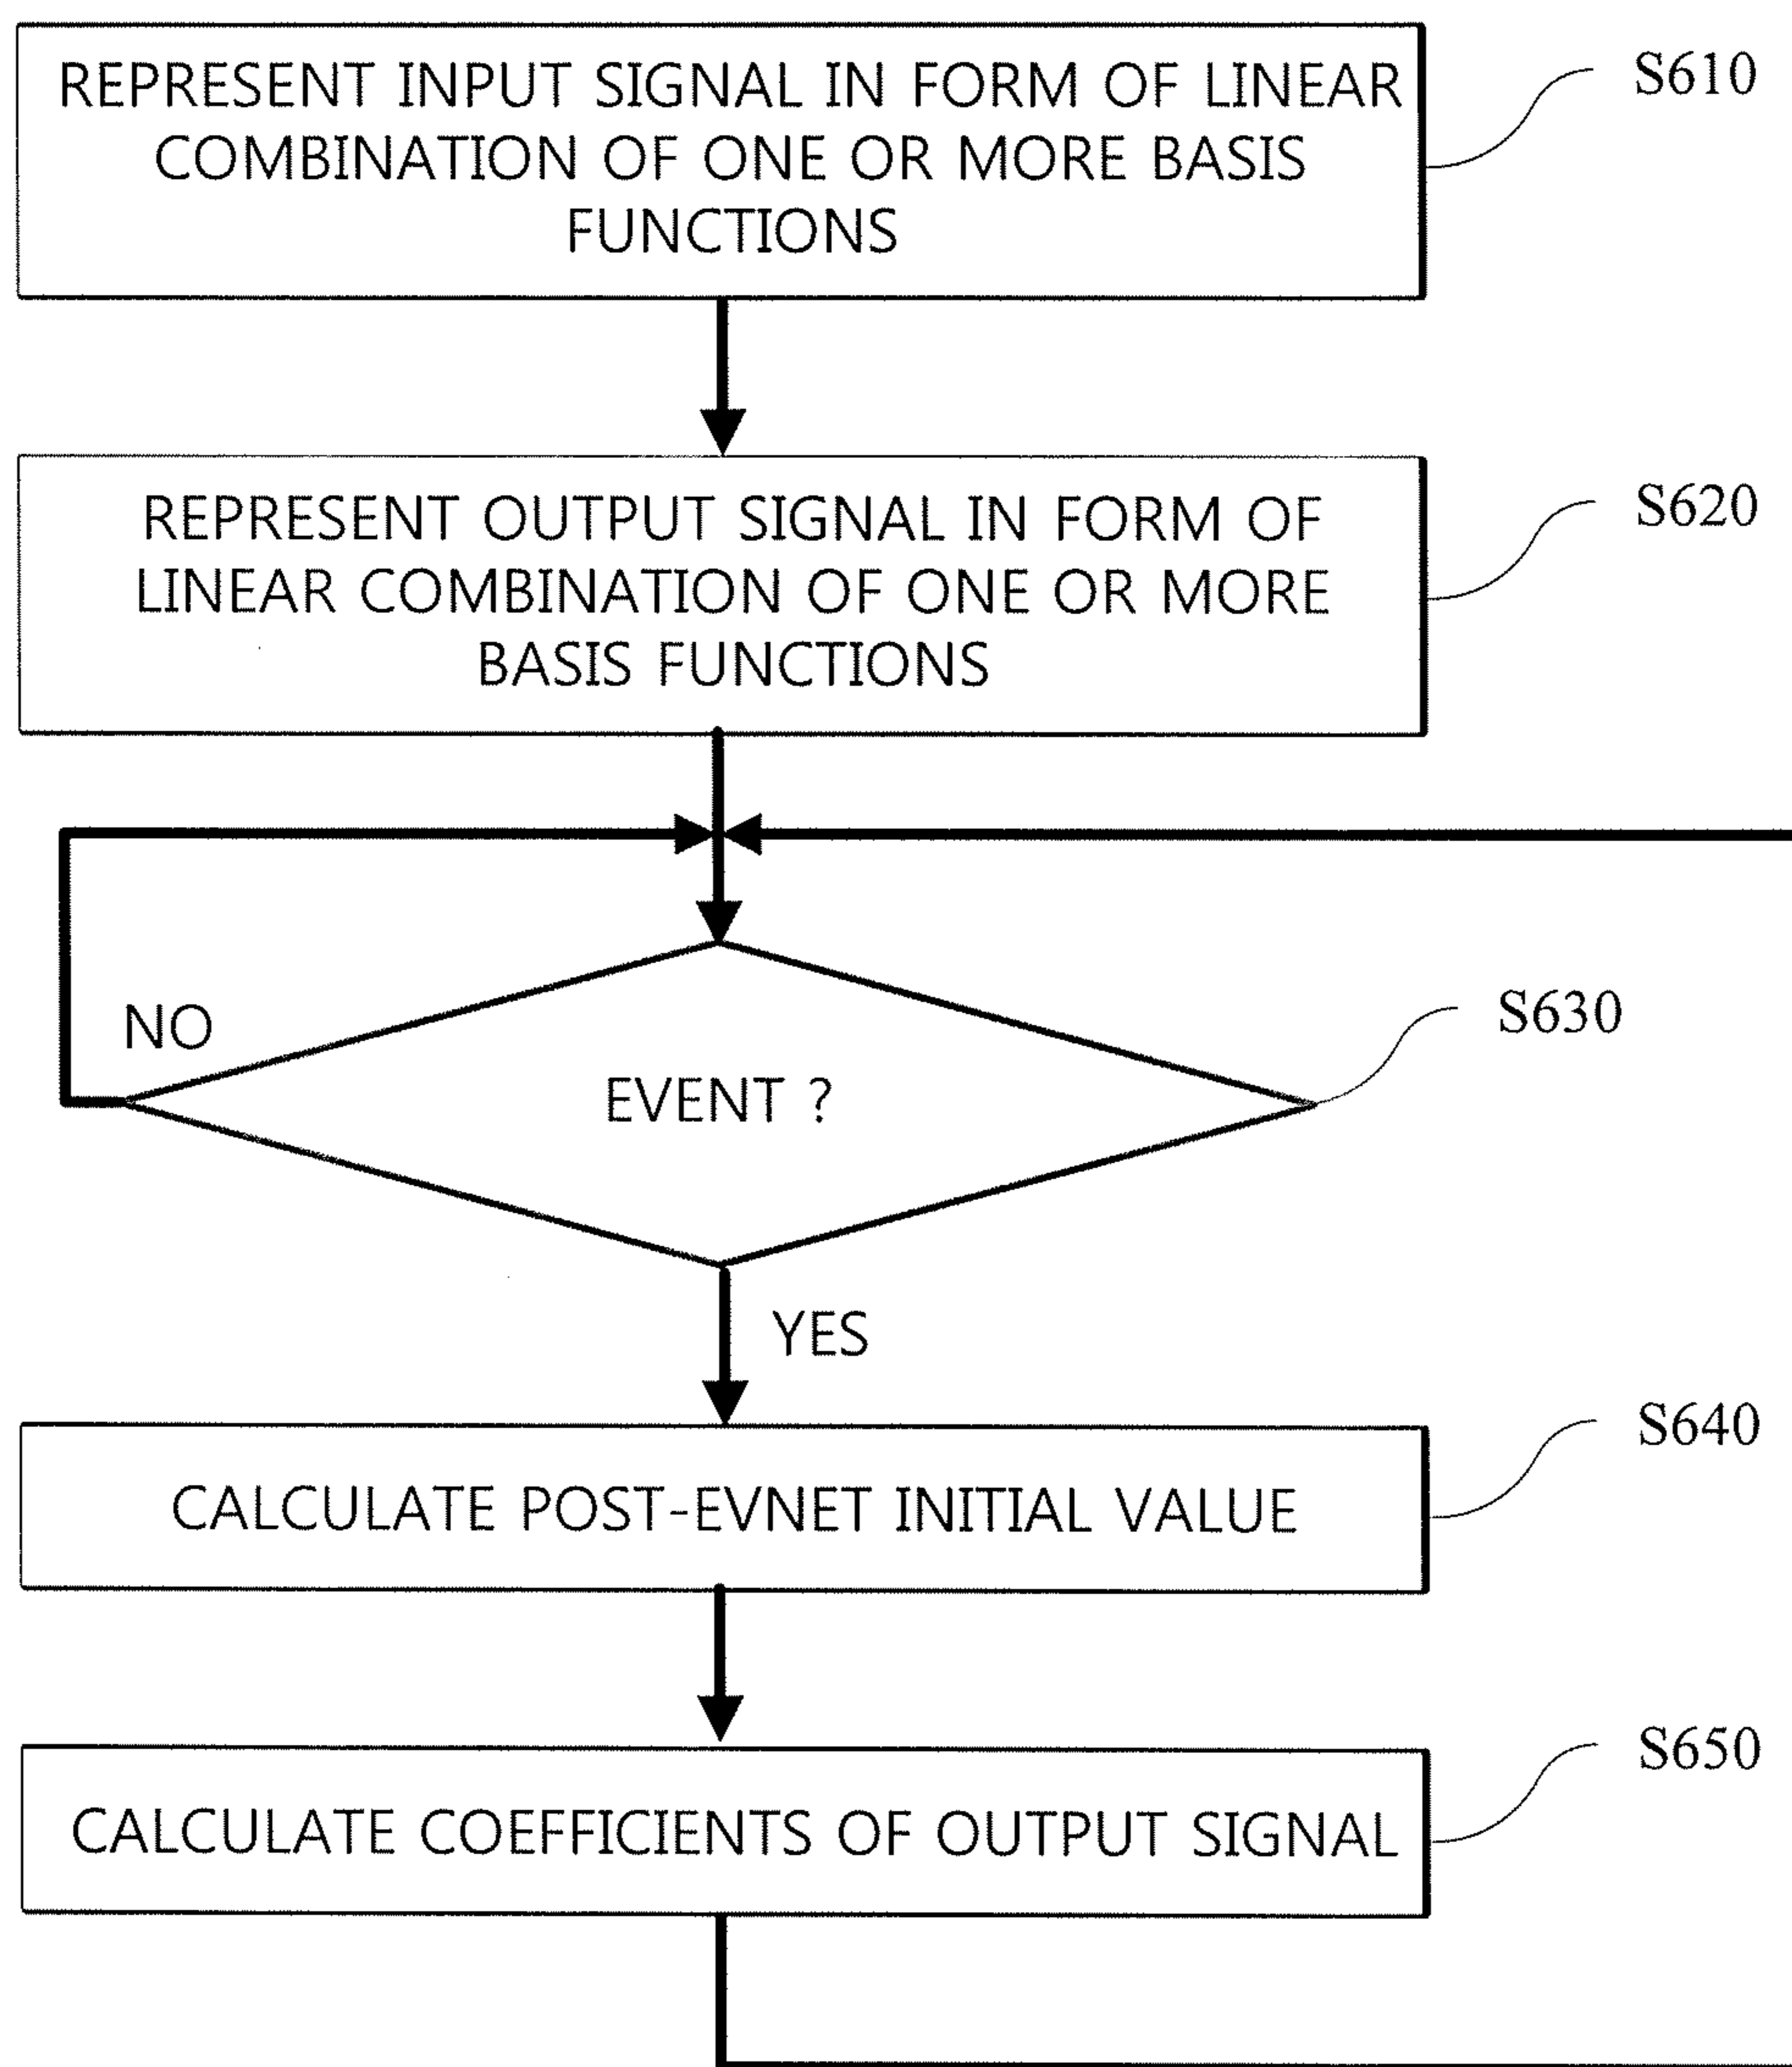 REPRESENT INPUT SIGNAL IN FORM OF LINEAR
COMBINATION OF ONE OR MORE BASIS
FUNCTIONS
S610
REPRESENT OUTPUT SIGNAL IN FORM OF
LINEAR COMBINATION OF ONE OR MORE
BASIS FUNCTIONS
S620
NO
EVENT ?
S630
YES
CALCULATE POST-EVNET INITIAL VALUE
S640
CALCULATE COEFFICIENTS OF OUTPUT SIGNAL
S650